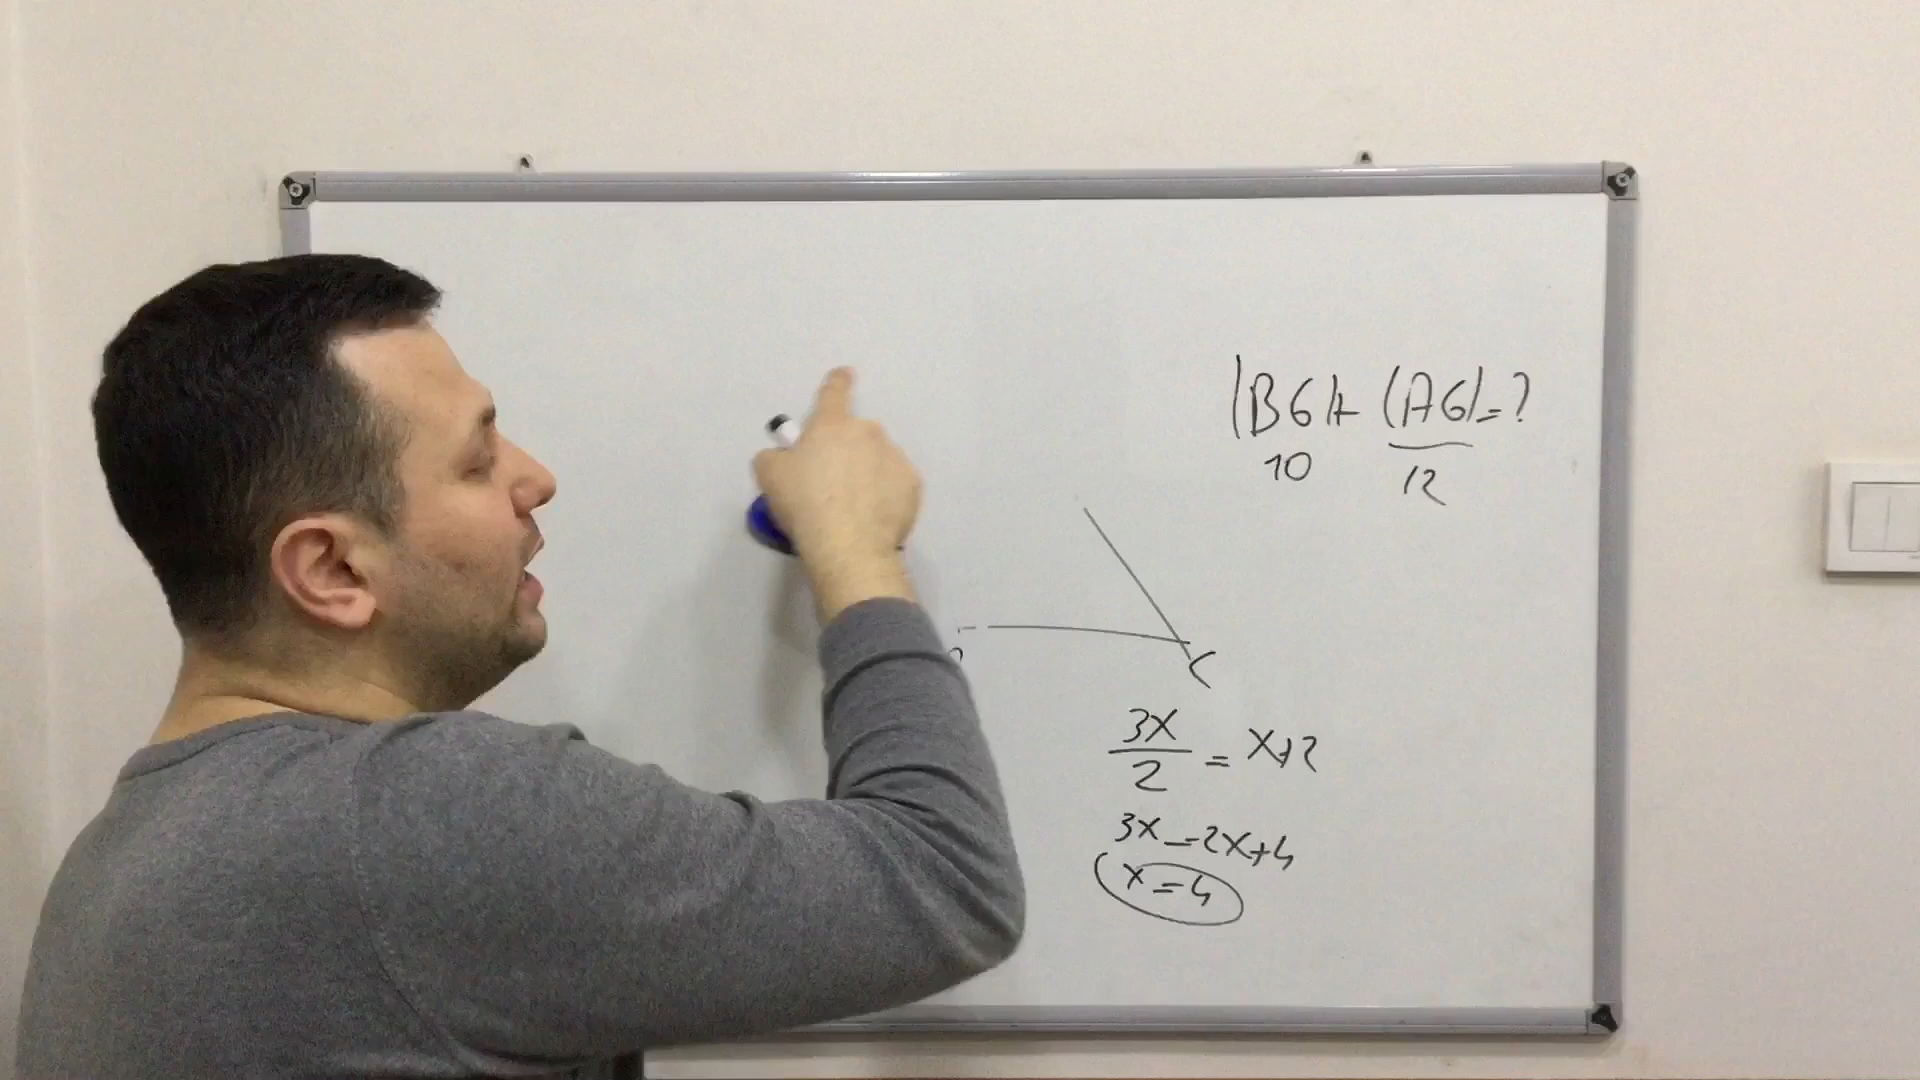 |BG|+ |AG|=?
10 12
C
3x/2 = x+2
3x=2x+4
x=4